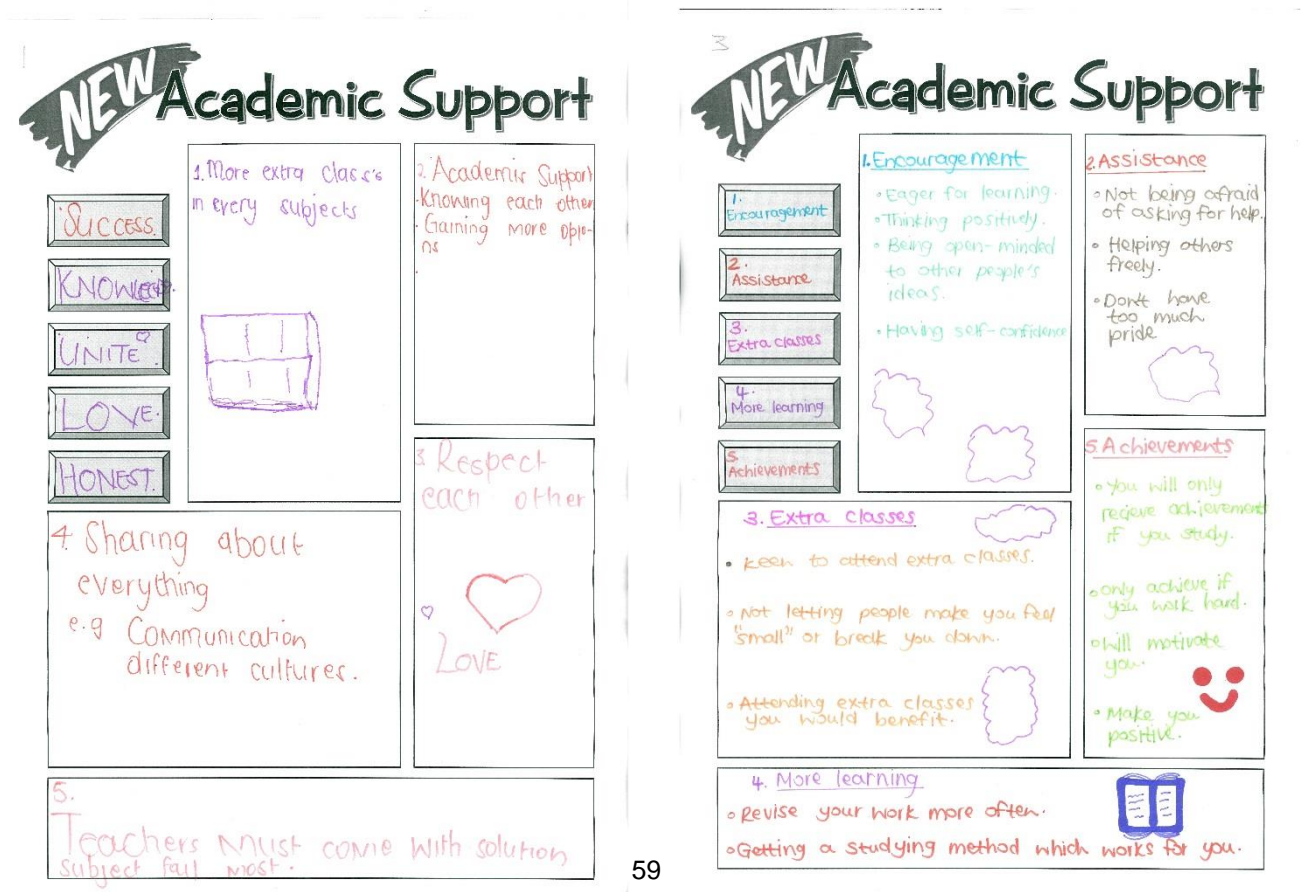 1
NEW Academic Support
SUCCESS.
UNITE
LOVE.
HONEST.
1. More extra class's
in every subjects
2. Academic Support
·Knowing each other
·Gaining more opio-
ns
3 Respect
each other
LOVE
4 Sharing about
everything
e.g Communication
different cultures.
5.
Teachers must come with solution
subject fail most.
59
3
NEW Academic Support
1.
Encouragement
2.
Assistance
3.
Extra classes
4.
More learning
5.
Achievements
1. Encouragement
• Eager for learning.
• Thinking positively.
• Being open-minded
to other people's
ideas.
• Having self-confidence
2. Assistance
• Not being afraid
of asking for help.
• Helping others
freely.
• Don't have
too much
pride
3. Extra classes
• keen to attend extra classes.
• Not letting people make you feel
"small" or break you down.
• Attending extra classes
you would benefit.
5. Achievements
• You will only
recieve achievement
if you study.
• only achieve if
you work hard.
• will motivate
you.
• Make you
positive.
4. More learning
• Revise your work more often.
• Getting a studying method which works for you.